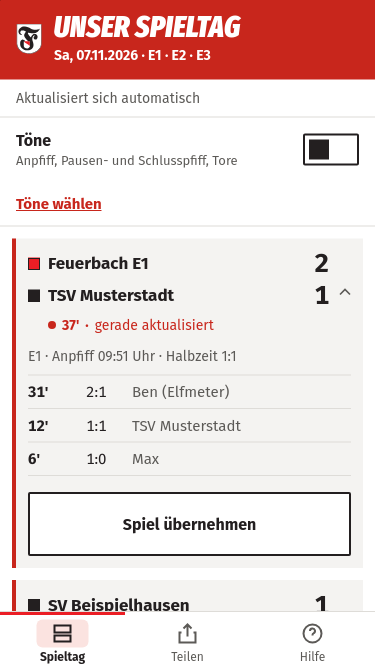 UNSER SPIELTAG
Sa, 07.11.2026 · E1 · E2 · E3
Aktualisiert sich automatisch
Töne
Anpfiff, Pausen- und Schlusspfiff, Tore
Töne wählen
Feuerbach E1 2
TSV Musterstadt 1
37' · gerade aktualisiert
E1 · Anpfiff 09:51 Uhr · Halbzeit 1:1
31' 2:1 Ben (Elfmeter)
12' 1:1 TSV Musterstadt
6' 1:0 Max
Spiel übernehmen
SV Beispielhausen 1
Spieltag Teilen Hilfe